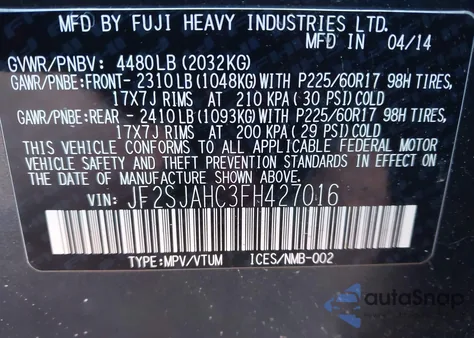 MFD BY FUJI HEAVY INDUSTRIES LTD.
MFD. IN 04/14
GVWR/PNBV: 4480LB (2032KG)
GAWR/PNBE:FRONT- 2310LB(1048KG)WITH P225/60R17 98H TIRES,
17X7J RIMS AT 210 KPA( 30 PSI)COLD
GAWR/PNBE:REAR - 2410LB(1093KG)WITH P225/60R17 98H TIRES,
17X7J RIMS AT 200 KPA( 29 PSI)COLD
THIS VEHICLE CONFORMS TO ALL APPLICABLE FEDERAL MOTOR
VEHICLE SAFETY AND THEFT PREVENTION STANDARDS IN EFFECT
ON THE DATE OF MANUFACTURE SHOWN ABOVE.
VIN: JF2SJAHC3FH427016
TYPE:MPV/VTUM ICES/NMB-002
autoSnap